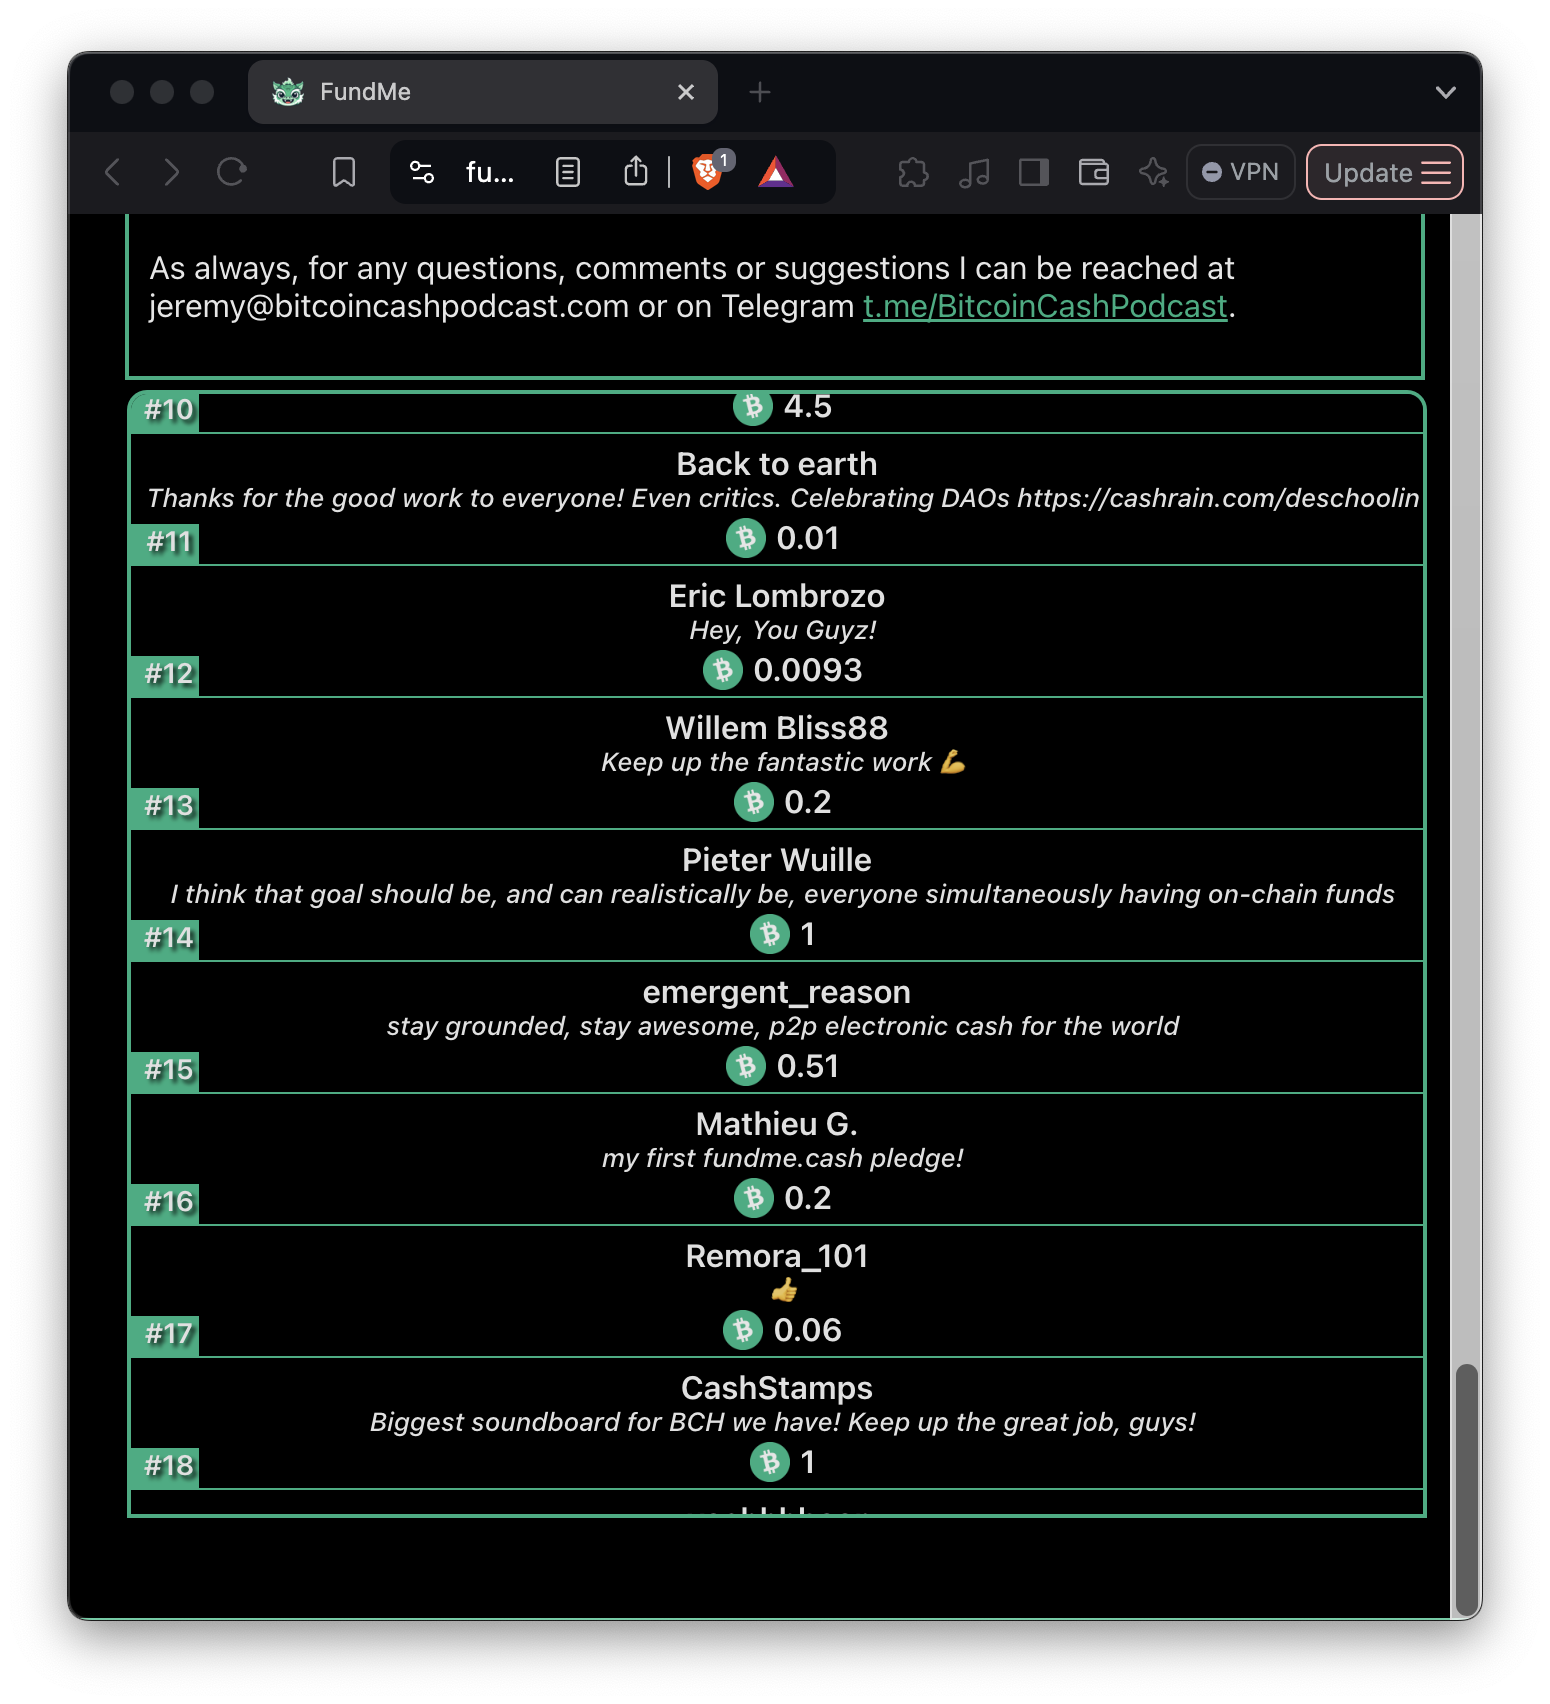 FundMe
fu...
1
VPN
Update
As always, for any questions, comments or suggestions I can be reached at
jeremy@bitcoincashpodcast.com or on Telegram t.me/BitcoinCashPodcast.
#10
4.5
Back to earth
Thanks for the good work to everyone! Even critics. Celebrating DAOs https://cashrain.com/deschoolin
#11
0.01
Eric Lombrozo
Hey, You Guyz!
#12
0.0093
Willem Bliss88
Keep up the fantastic work 💪
#13
0.2
Pieter Wuille
I think that goal should be, and can realistically be, everyone simultaneously having on-chain funds
#14
1
emergent_reason
stay grounded, stay awesome, p2p electronic cash for the world
#15
0.51
Mathieu G.
my first fundme.cash pledge!
#16
0.2
Remora_101
👍
#17
0.06
CashStamps
Biggest soundboard for BCH we have! Keep up the great job, guys!
#18
1